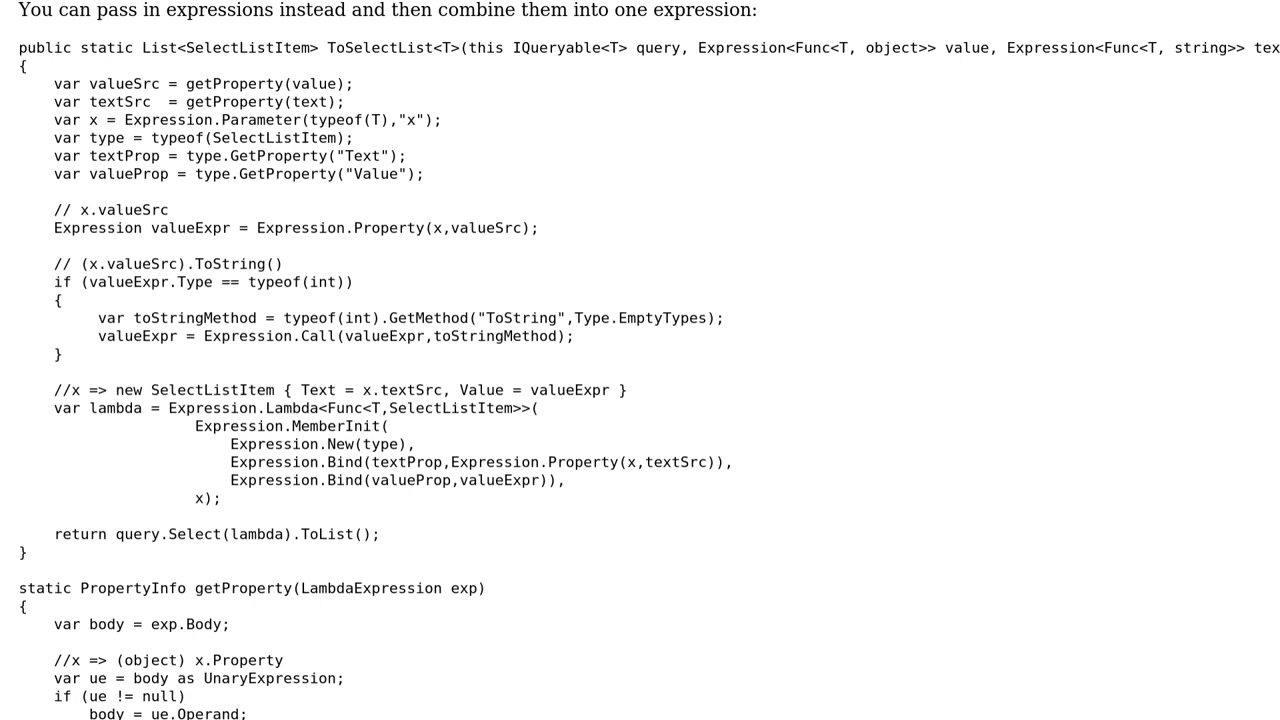 You can pass in expressions instead and then combine them into one expression:
public static List<SelectListItem> ToSelectList<T>(this IQueryable<T> query, Expression<Func<T, object>> value, Expression<Func<T, string>> tex
{
    var valueSrc = getProperty(value);
    var textSrc  = getProperty(text);
    var x = Expression.Parameter(typeof(T),"x");
    var type = typeof(SelectListItem);
    var textProp = type.GetProperty("Text");
    var valueProp = type.GetProperty("Value");

    // x.valueSrc
    Expression valueExpr = Expression.Property(x,valueSrc);

    // (x.valueSrc).ToString()
    if (valueExpr.Type == typeof(int))
    {
         var toStringMethod = typeof(int).GetMethod("ToString",Type.EmptyTypes);
         valueExpr = Expression.Call(valueExpr,toStringMethod);
    }

    //x => new SelectListItem { Text = x.textSrc, Value = valueExpr }
    var lambda = Expression.Lambda<Func<T,SelectListItem>>(
                    Expression.MemberInit(
                        Expression.New(type),
                        Expression.Bind(textProp,Expression.Property(x,textSrc)),
                        Expression.Bind(valueProp,valueExpr)),
                    x);

    return query.Select(lambda).ToList();
}

static PropertyInfo getProperty(LambdaExpression exp)
{
    var body = exp.Body;

    //x => (object) x.Property
    var ue = body as UnaryExpression;
    if (ue != null)
        body = ue.Operand;